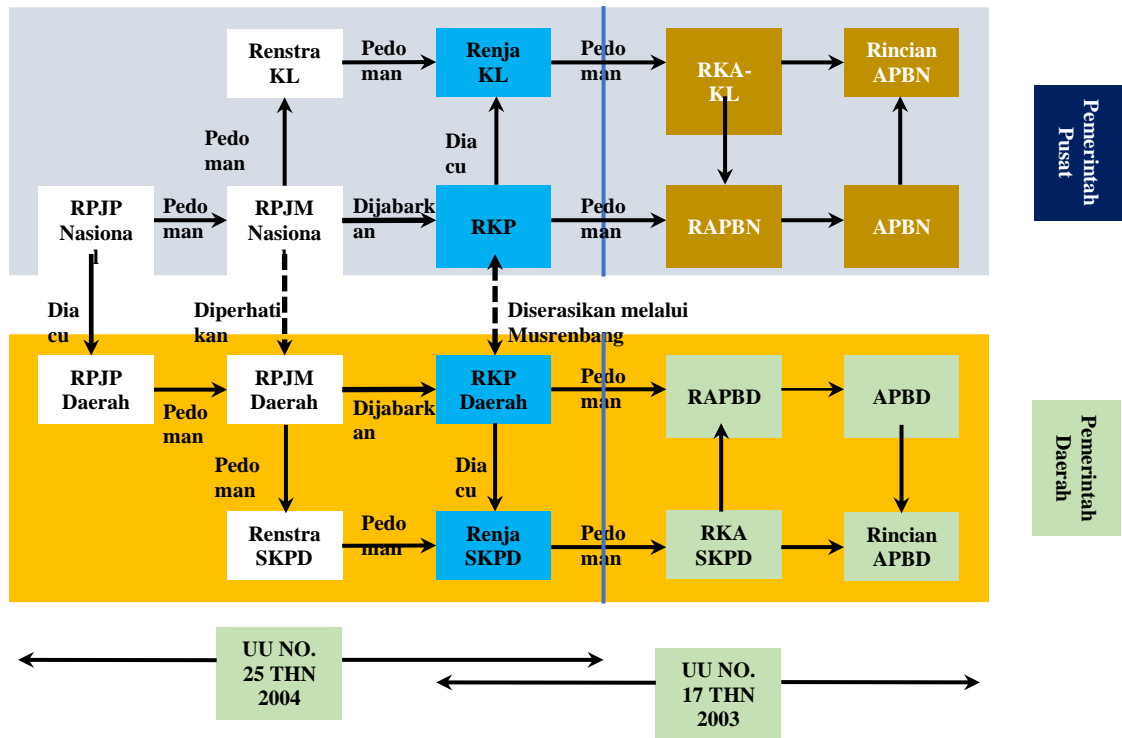 Renstra
KL
Pedo
man
Renja
KL
Pedo
man
RKA-
KL
Rincian
APBN
Pemerintah
Pusat
Pedo
man
Dia
cu
RPJP
Nasiona
l
Pedo
man
RPJM
Nasiona
l
Dijabark
an
RKP
Pedo
man
RAPBN
APBN
Dia
cu
Diperhati
kan
Diserasikan melalui
Musrenbang
RPJP
Daerah
Pedo
man
RPJM
Daerah
Dijabark
an
RKP
Daerah
Pedo
man
RAPBD
APBD
Pemerintah
Daerah
Pedo
man
Dia
cu
Renstra
SKPD
Pedo
man
Renja
SKPD
Pedo
man
RKA
SKPD
Rincian
APBD
UU NO.
25 THN
2004
UU NO.
17 THN
2003